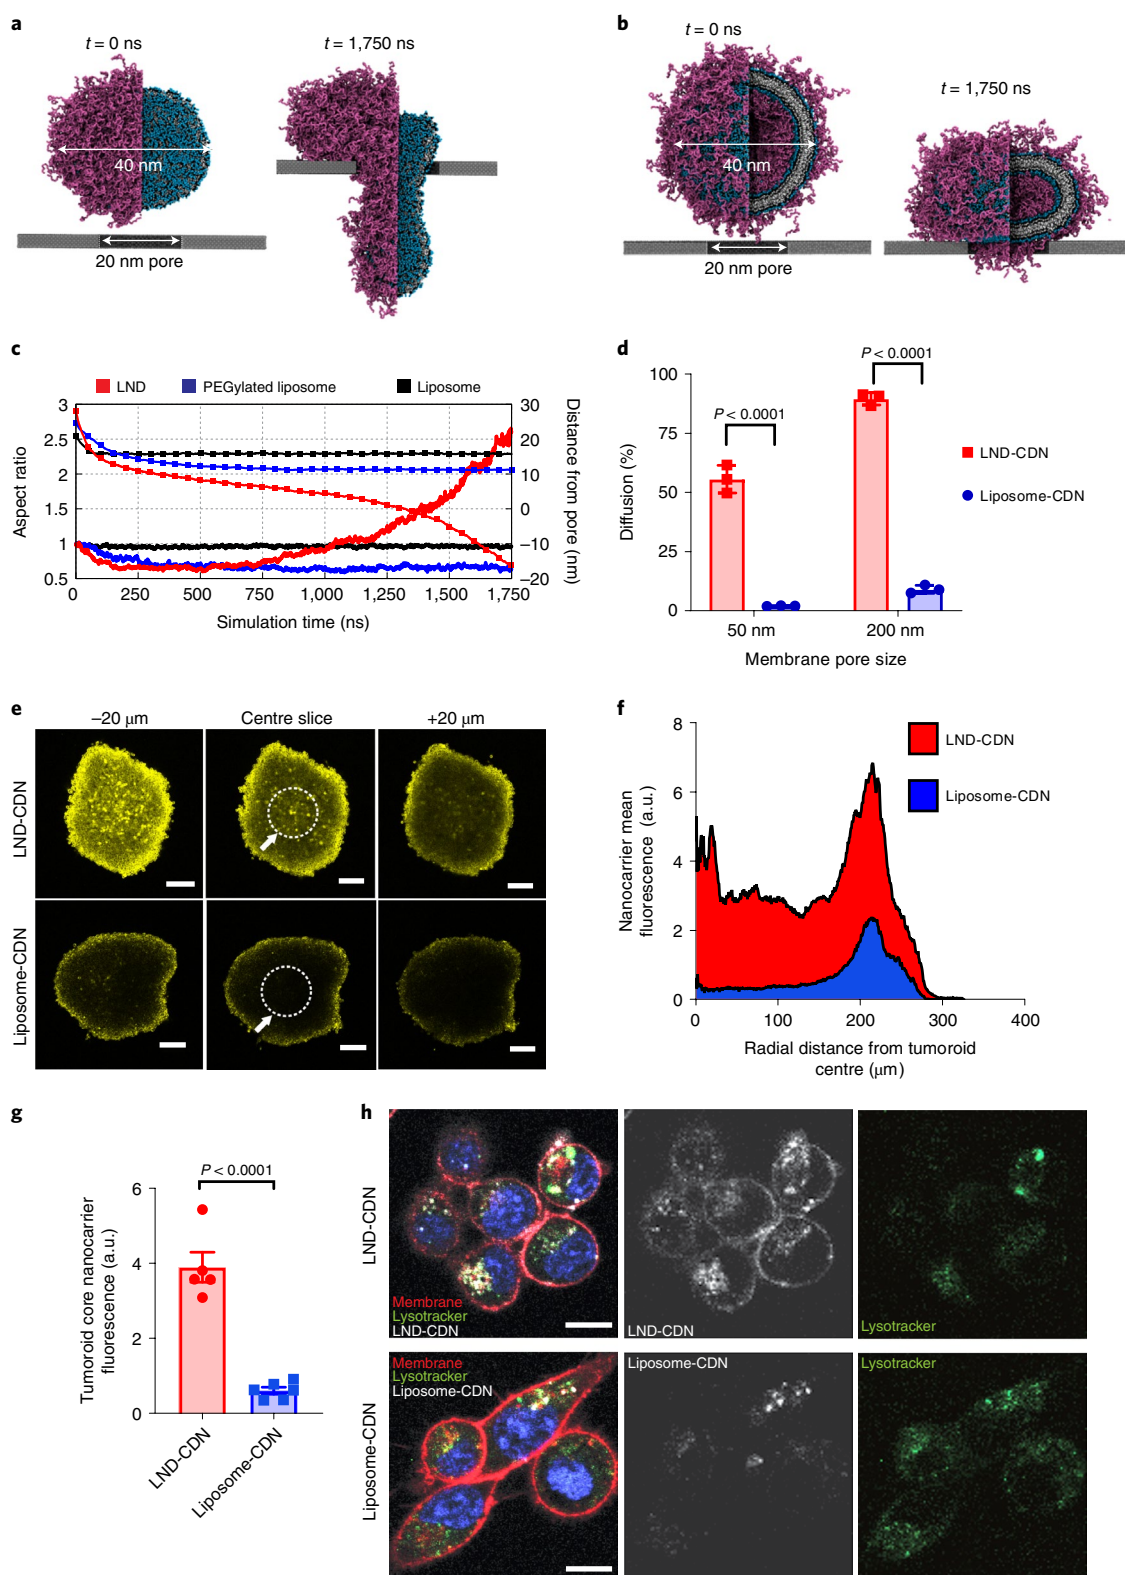 a
t = 0 ns
t = 1,750 ns
40 nm
20 nm pore
b
t = 0 ns
t = 1,750 ns
40 nm
20 nm pore
c
LND
PEGylated liposome
Liposome
3
2.5
2
1.5
1
0.5
Aspect ratio
30
20
10
0
–10
–20
Distance from pore (nm)
0
250
500
750
1,000
1,250
1,500
1,750
Simulation time (ns)
d
P < 0.0001
P < 0.0001
100
75
50
25
0
Diffusion (%)
50 nm
200 nm
Membrane pore size
LND-CDN
Liposome-CDN
e
–20 μm
Centre slice
+20 μm
LND-CDN
Liposome-CDN
f
8
6
4
2
0
Nanocarrier mean
fluorescence (a.u.)
LND-CDN
Liposome-CDN
0
100
200
300
400
Radial distance from tumoroid
centre (μm)
g
P < 0.0001
6
4
2
0
Tumoroid core nanocarrier
fluorescence (a.u.)
LND-CDN
Liposome-CDN
h
LND-CDN
Membrane
Lysotracker
LND-CDN
LND-CDN
Lysotracker
Liposome-CDN
Membrane
Lysotracker
Liposome-CDN
Liposome-CDN
Lysotracker